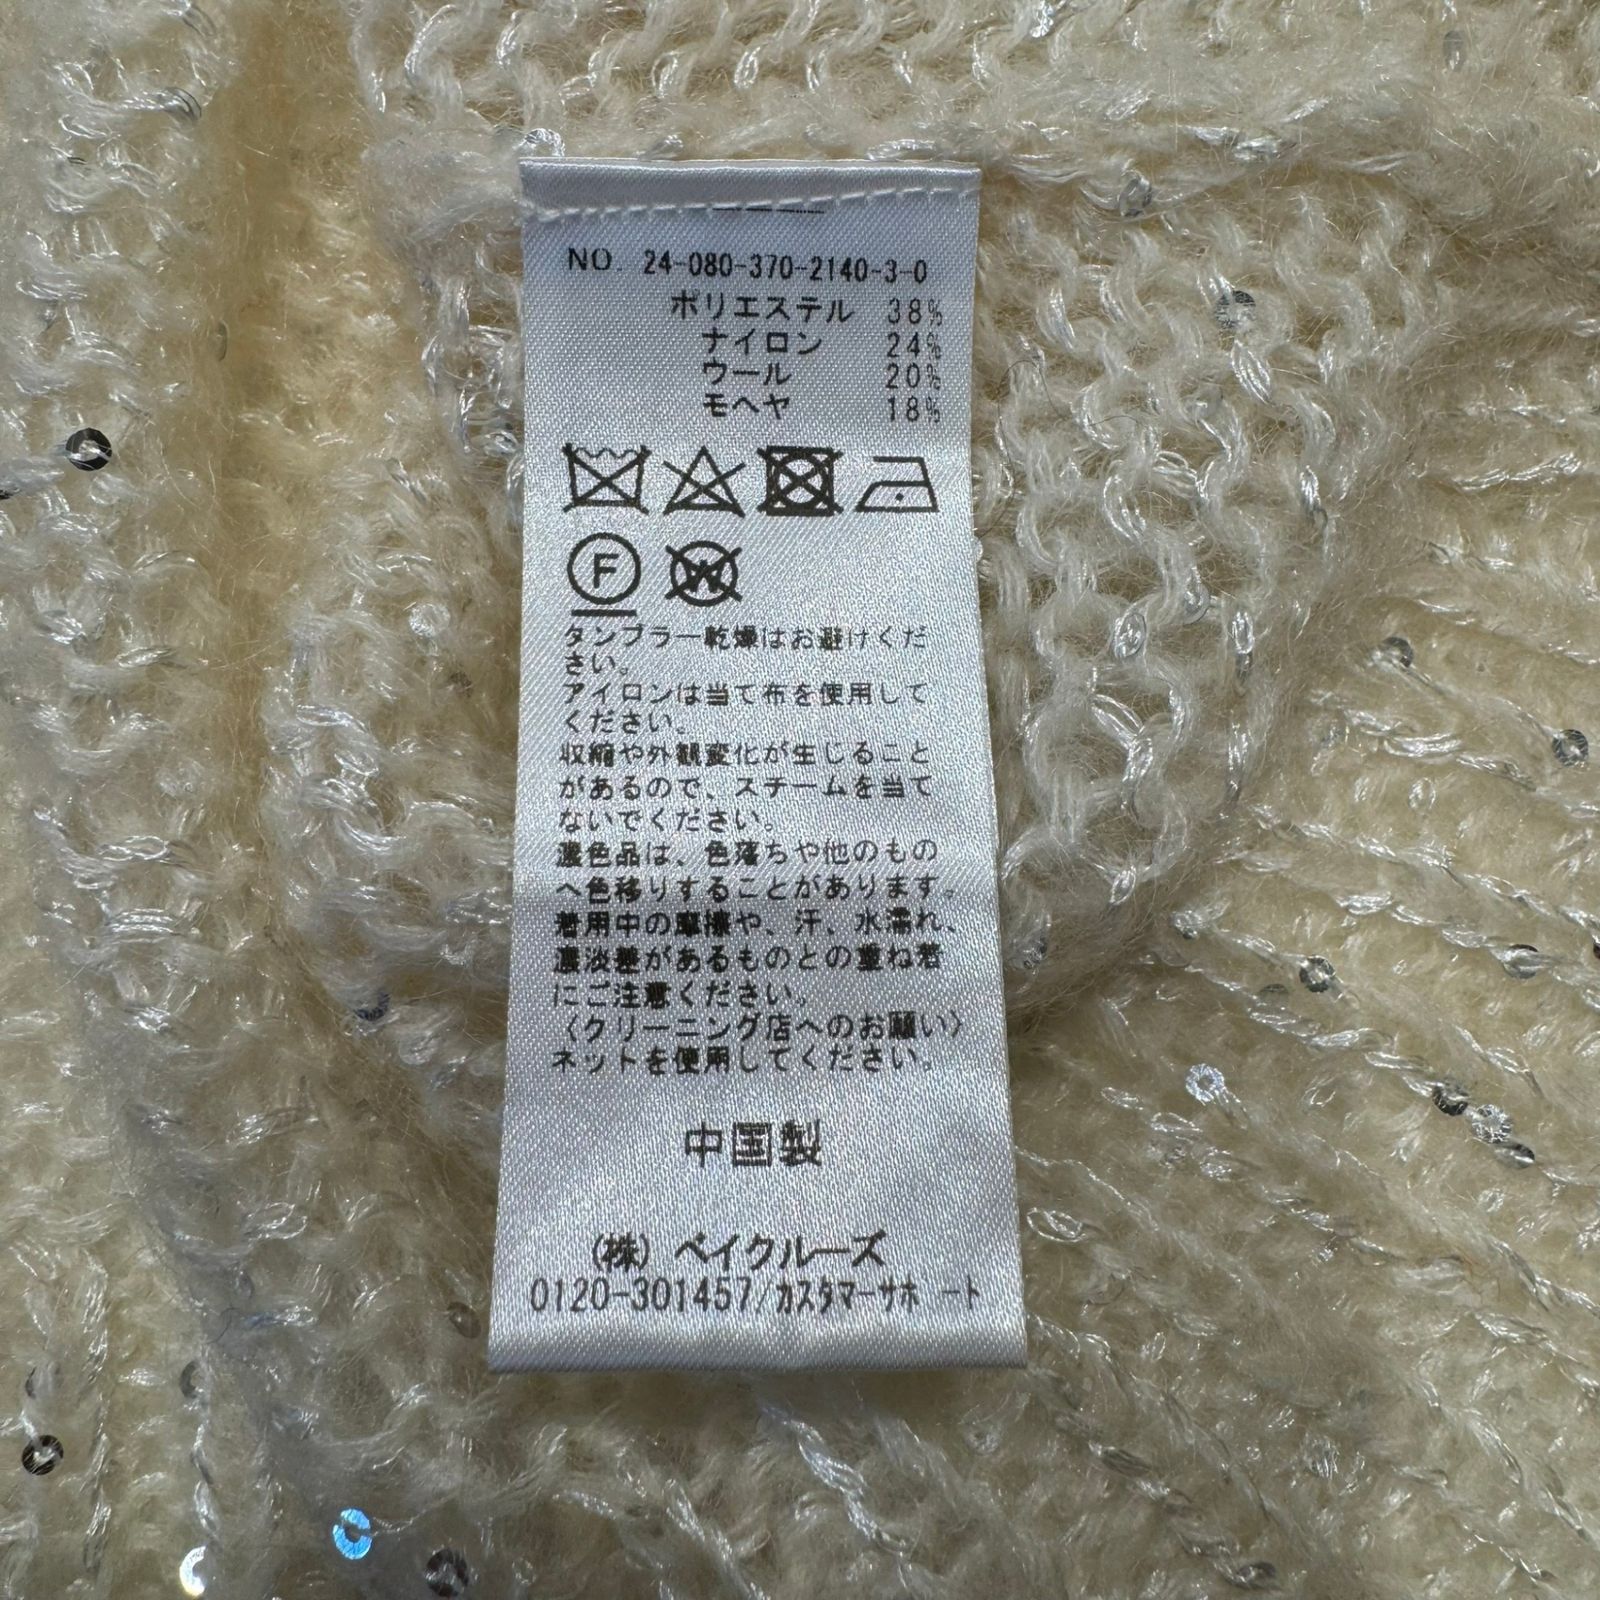 NO. 24-080-370-2140-3-0
ポリエステル 38%
ナイロン 24%
ウール 20%
モヘヤ 18%
F W
タンブラー乾燥はお避けくだ
さい。
アイロンは当て布を使用して
ください。
収縮や外観変化が生じること
があるので、スチームを当て
ないでください。
濃色品は、色落ちや他のもの
へ色移りすることがあります。
着用中の摩擦や、汗、水濡れ、
濃淡差があるものとの重ね着
にご注意ください。
〈クリーニング店へのお願い〉
ネットを使用してください。
中国製
(株) ベイクルーズ
0120-301457/カスタマーサポート